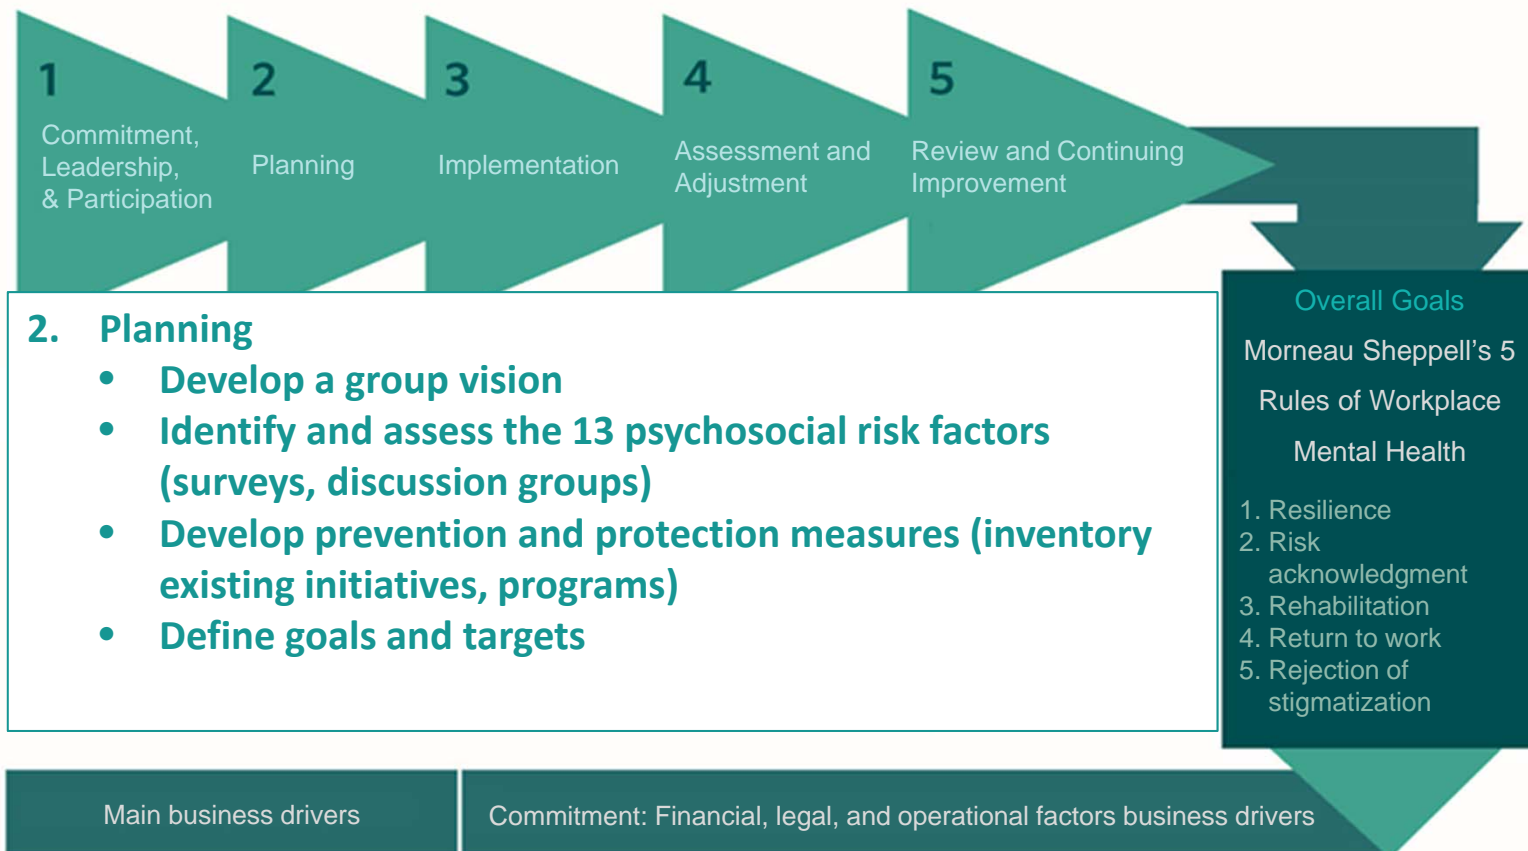 1
Commitment,
Leadership,
& Participation
2
Planning
3
Implementation
4
Assessment and
Adjustment
5
Review and Continuing
Improvement
2. Planning
• Develop a group vision
• Identify and assess the 13 psychosocial risk factors
(surveys, discussion groups)
• Develop prevention and protection measures (inventory
existing initiatives, programs)
• Define goals and targets
Overall Goals
Morneau Sheppell’s 5
Rules of Workplace
Mental Health
1. Resilience
2. Risk
acknowledgment
3. Rehabilitation
4. Return to work
5. Rejection of
stigmatization
Main business drivers
Commitment: Financial, legal, and operational factors business drivers